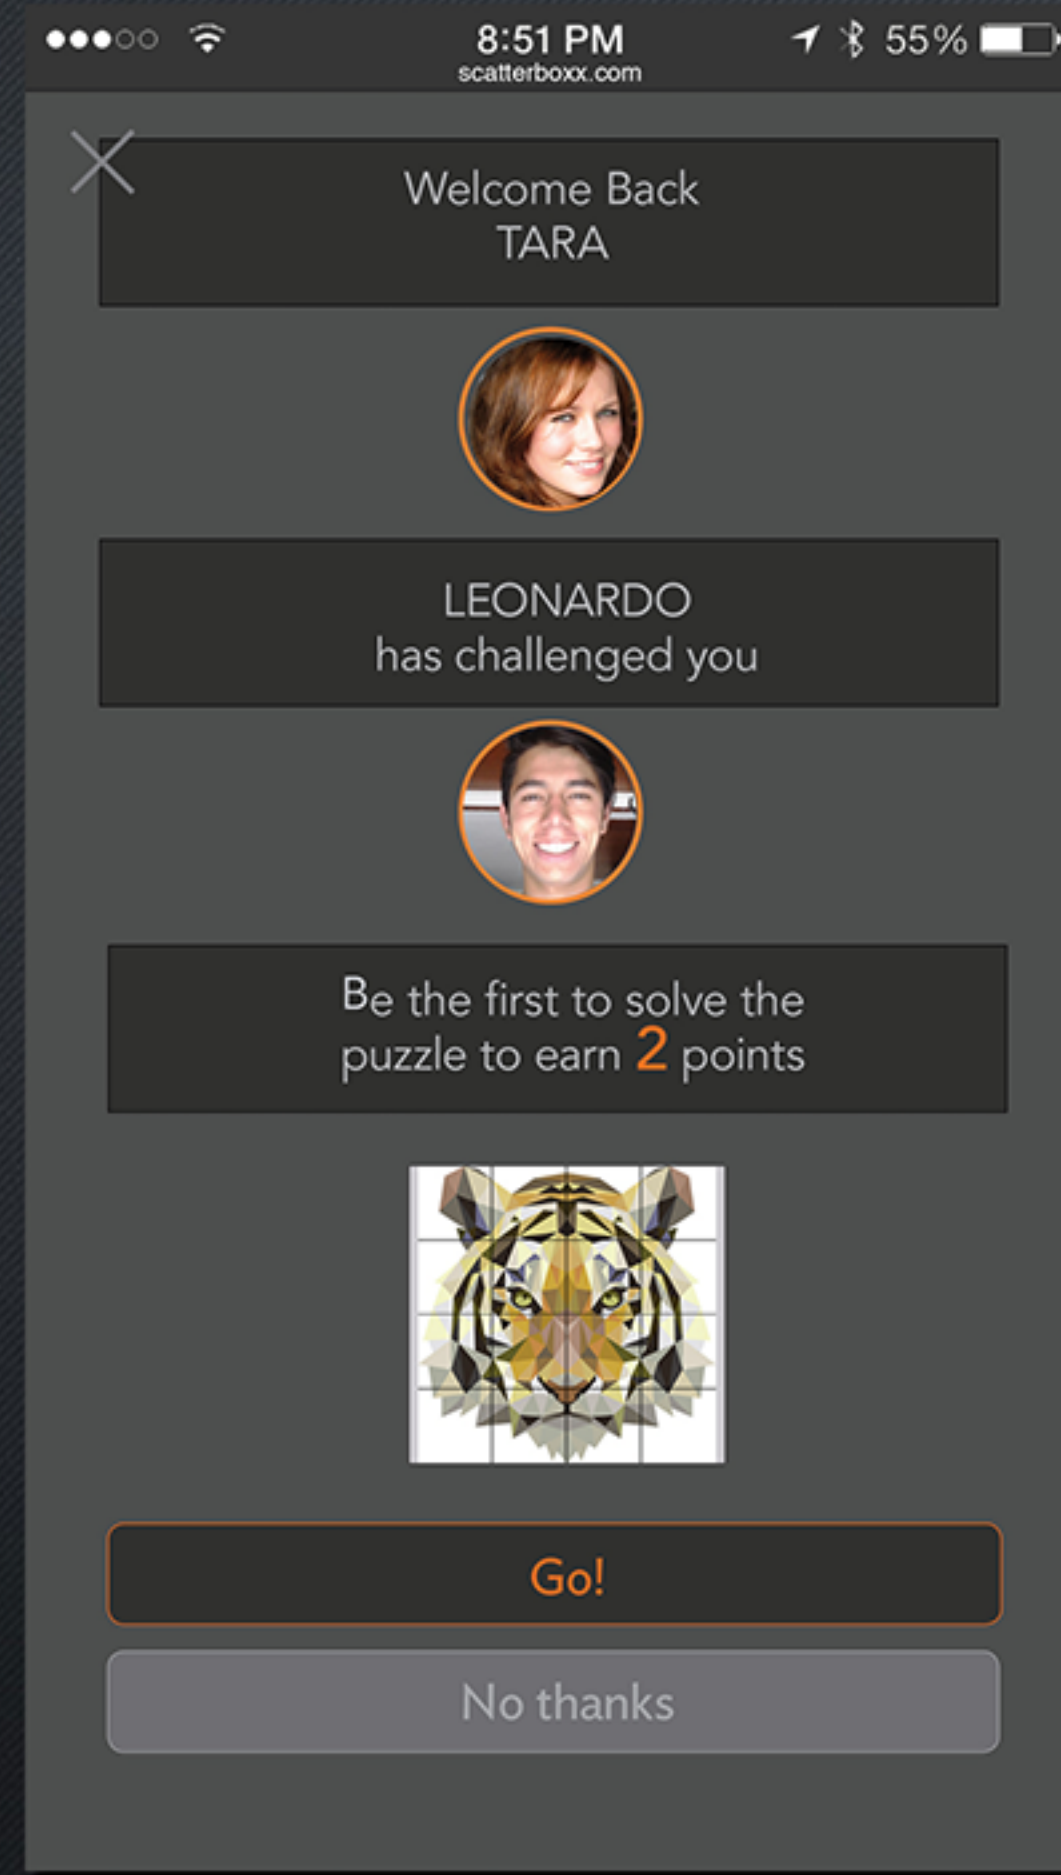 8:51 PM
55%
scatterboxx.com
Welcome Back
TARA
LEONARDO
has challenged you
Be the first to solve the
puzzle to earn 2 points
Go!
No thanks